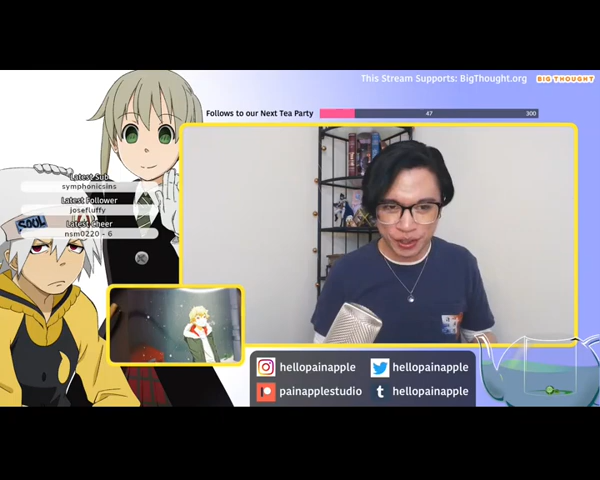 This Stream Supports: BigThought.org
BIG THOUGHT
Follows to our Next Tea Party
47
300
Latest Sub
symphonicsins
Latest Follower
josefluffy
Latest Cheer
nsm0220 - 6
SOUL
hellopainapple
hellopainapple
painapplestudio
hellopainapple